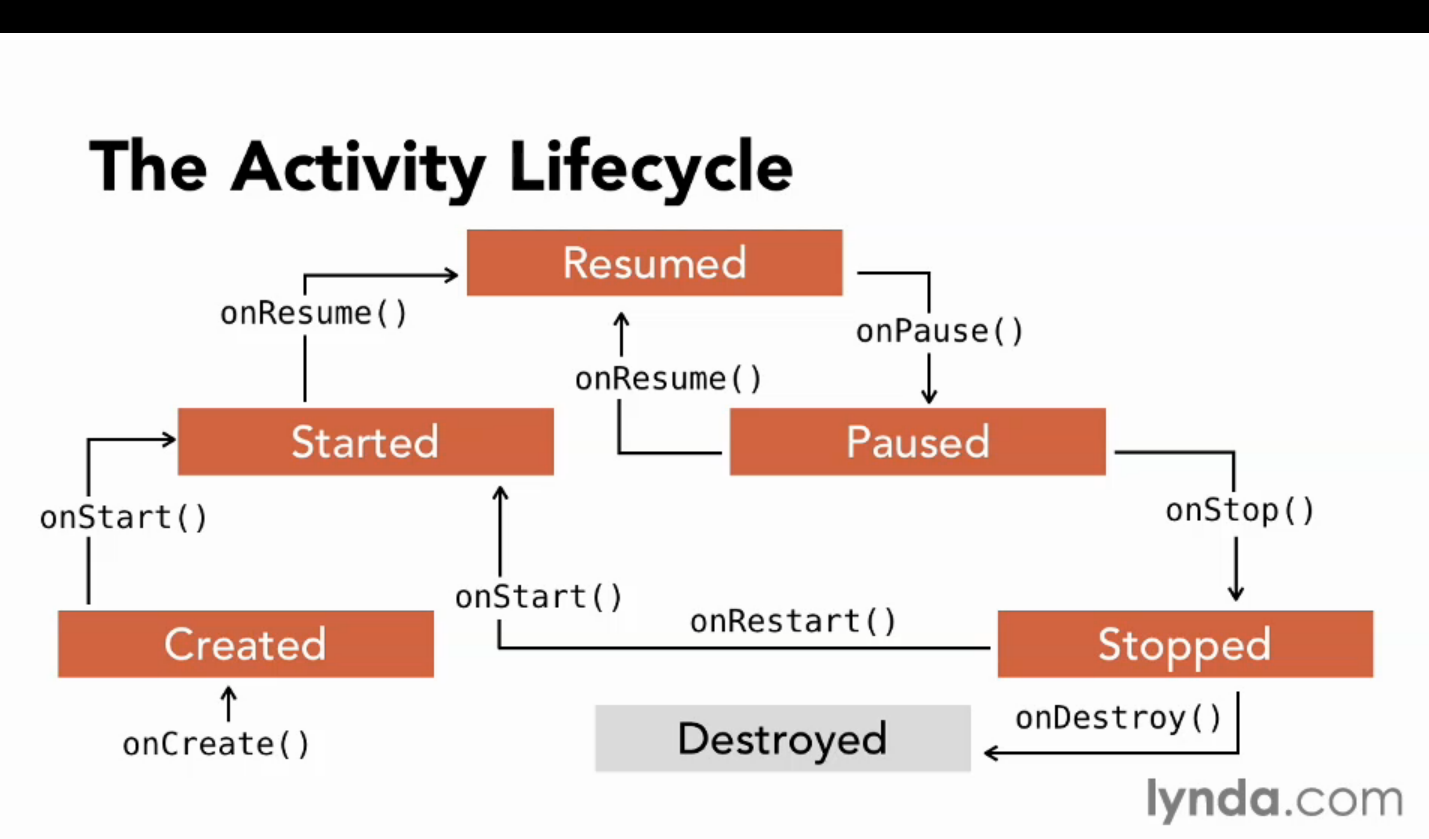 The Activity Lifecycle
Resumed
onResume()
onPause()
onResume()
Started
Paused
onStart()
onStop()
onStart()
onRestart()
Created
Stopped
onCreate()
Destroyed
onDestroy()
lynda.com